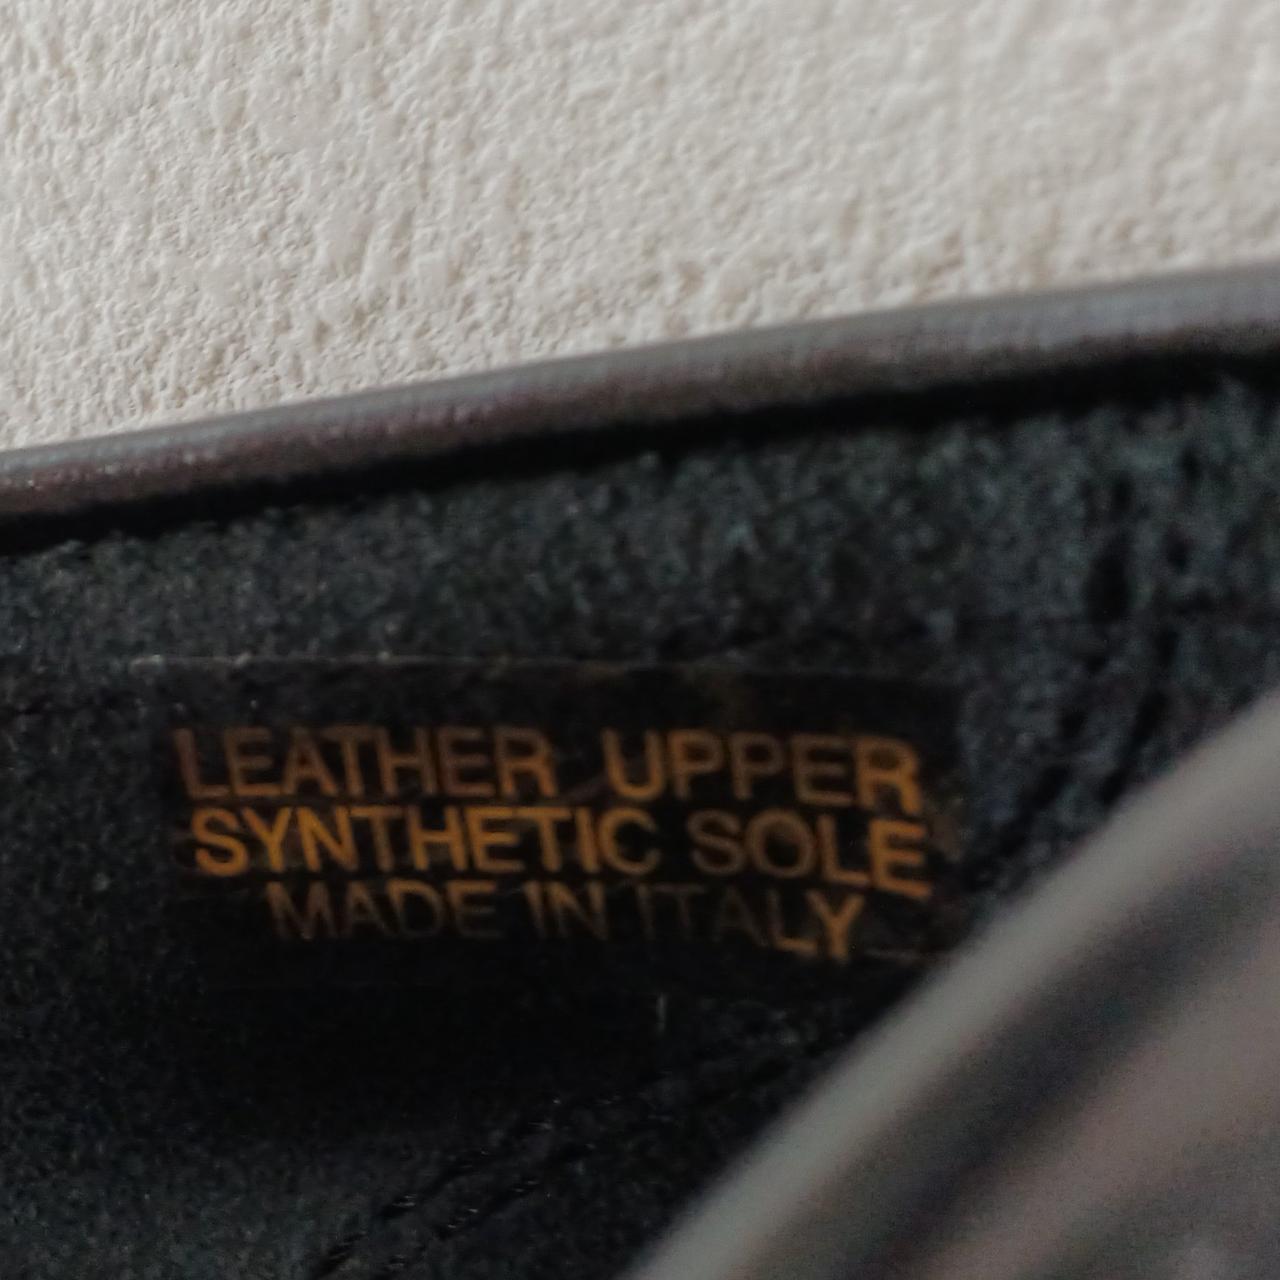 LEATHER UPPER
SYNTHETIC SOLE
MADE IN ITALY